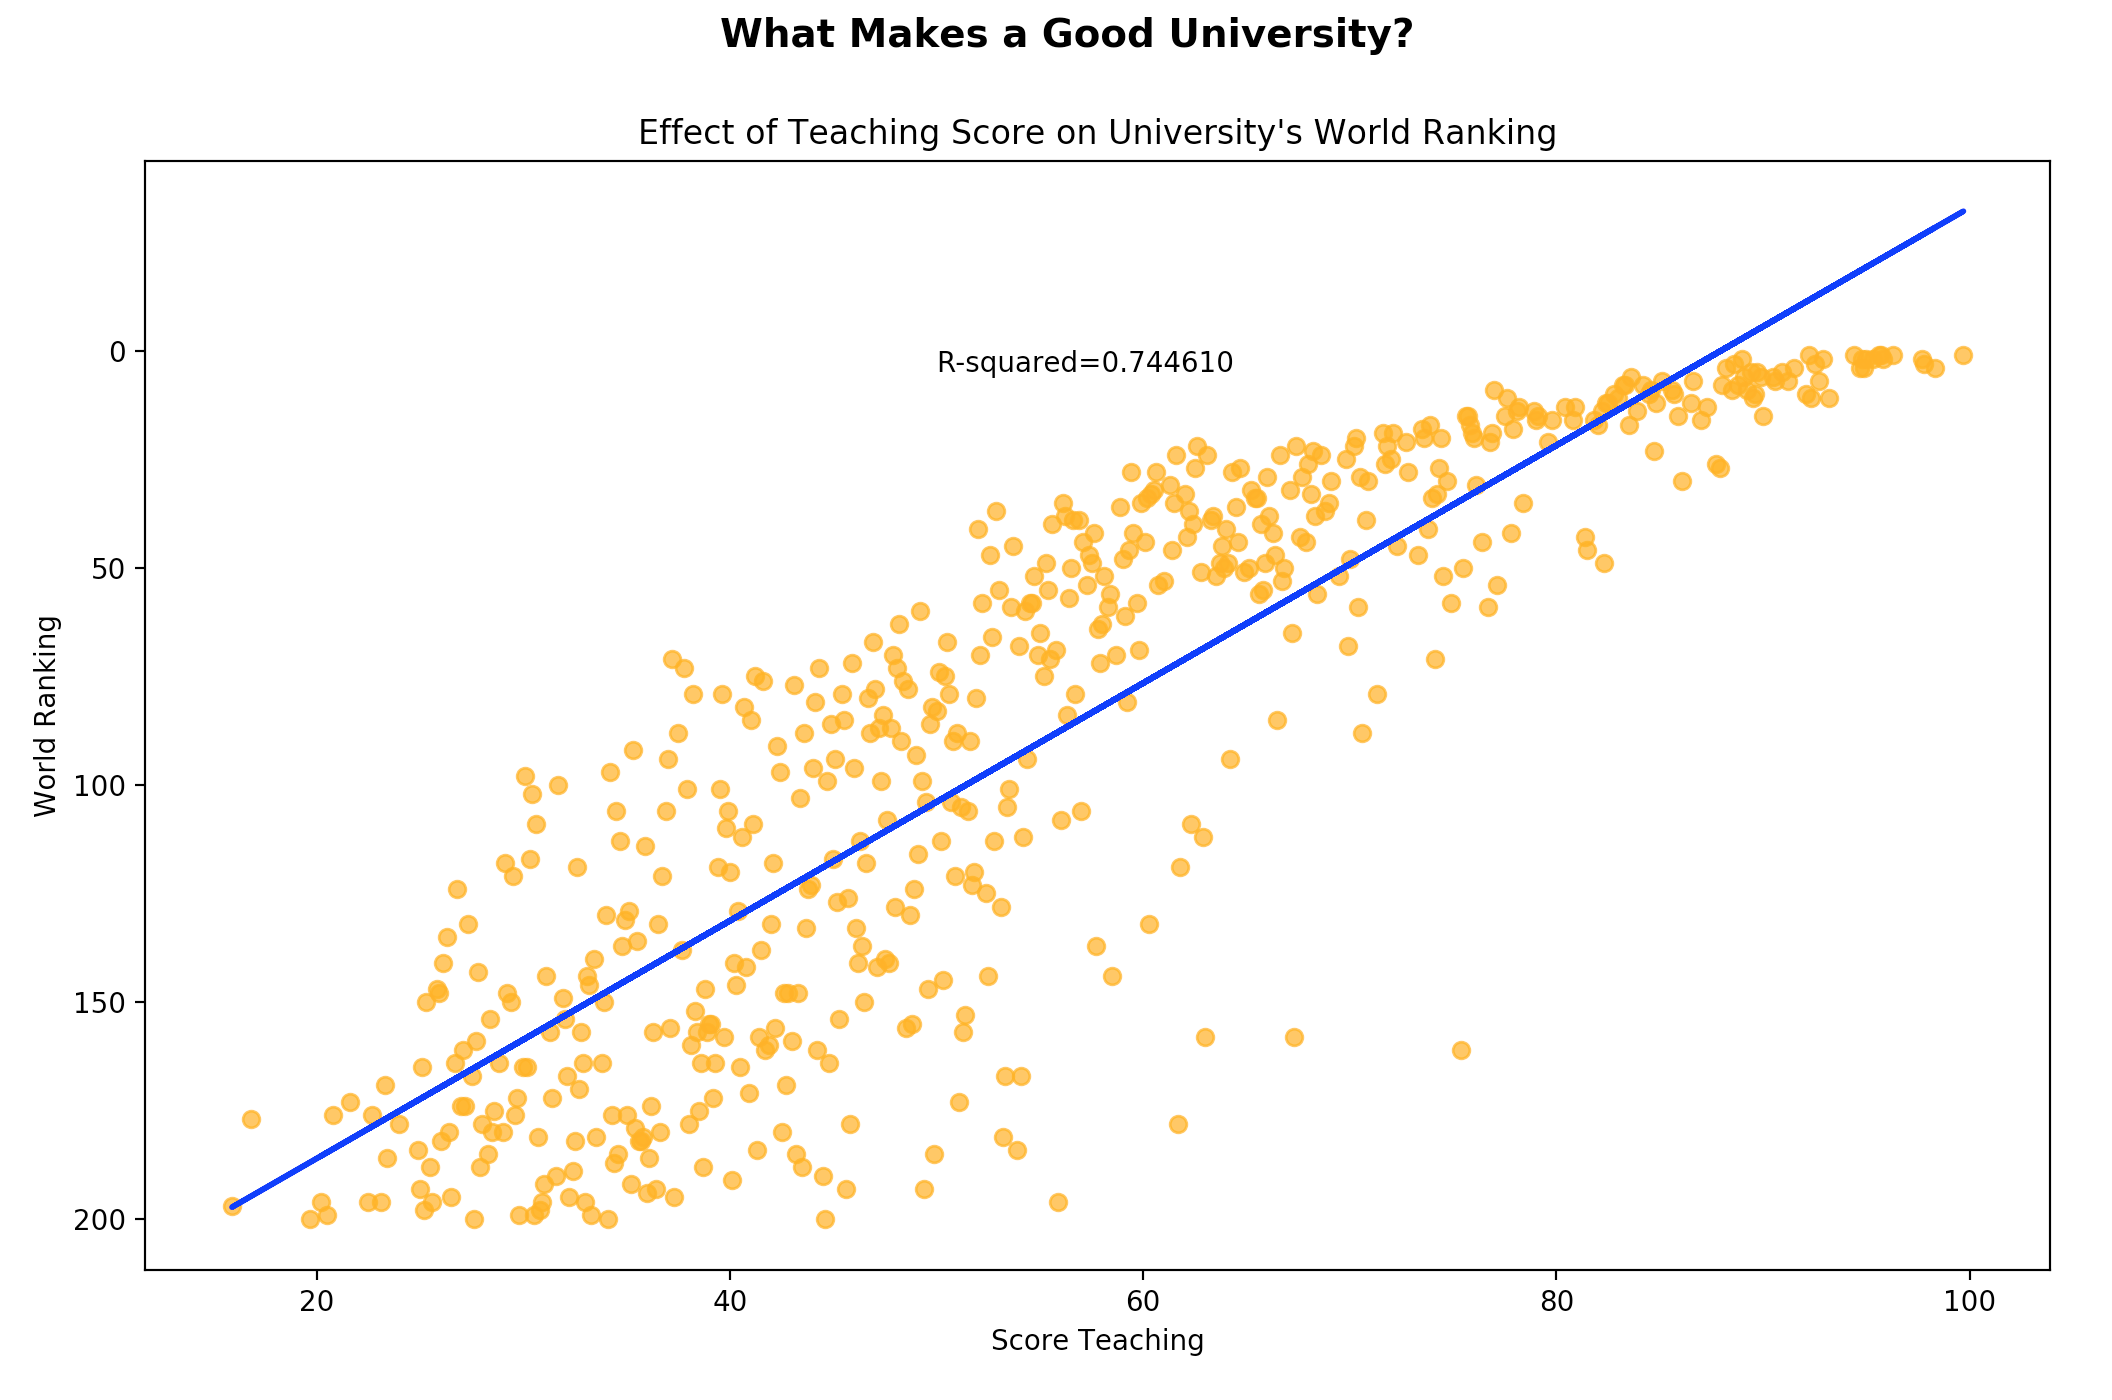 What Makes a Good University?
Effect of Teaching Score on University's World Ranking
R-squared=0.744610
World Ranking
0
50
100
150
200
20
40
60
80
100
Score Teaching